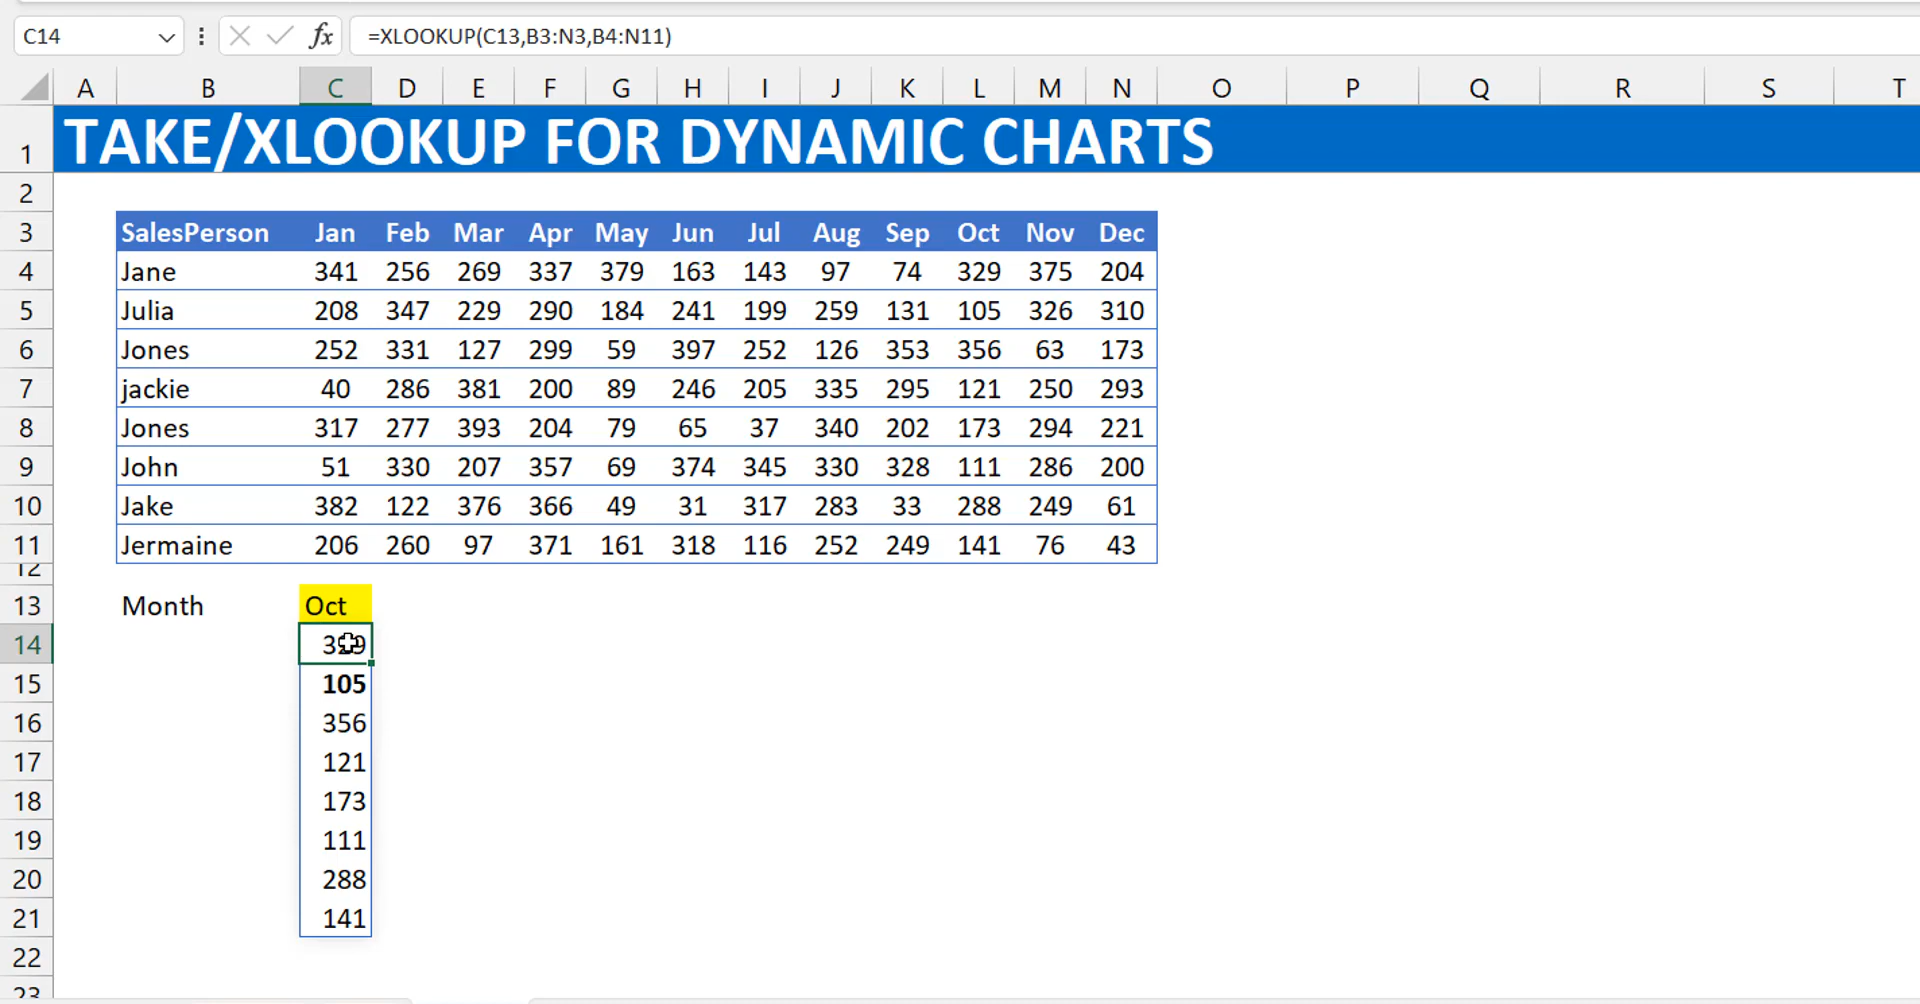 C14 fx =XLOOKUP(C13,B3:N3,B4:N11)
A B C D E F G H I J K L M N O P Q R S T
1 TAKE/XLOOKUP FOR DYNAMIC CHARTS
2
3 SalesPerson Jan Feb Mar Apr May Jun Jul Aug Sep Oct Nov Dec
4 Jane 341 256 269 337 379 163 143 97 74 329 375 204
5 Julia 208 347 229 290 184 241 199 259 131 105 326 310
6 Jones 252 331 127 299 59 397 252 126 353 356 63 173
7 jackie 40 286 381 200 89 246 205 335 295 121 250 293
8 Jones 317 277 393 204 79 65 37 340 202 173 294 221
9 John 51 330 207 357 69 374 345 330 328 111 286 200
10 Jake 382 122 376 366 49 31 317 283 33 288 249 61
11 Jermaine 206 260 97 371 161 318 116 252 249 141 76 43
12
13 Month Oct
14 329
15 105
16 356
17 121
18 173
19 111
20 288
21 141
22
23